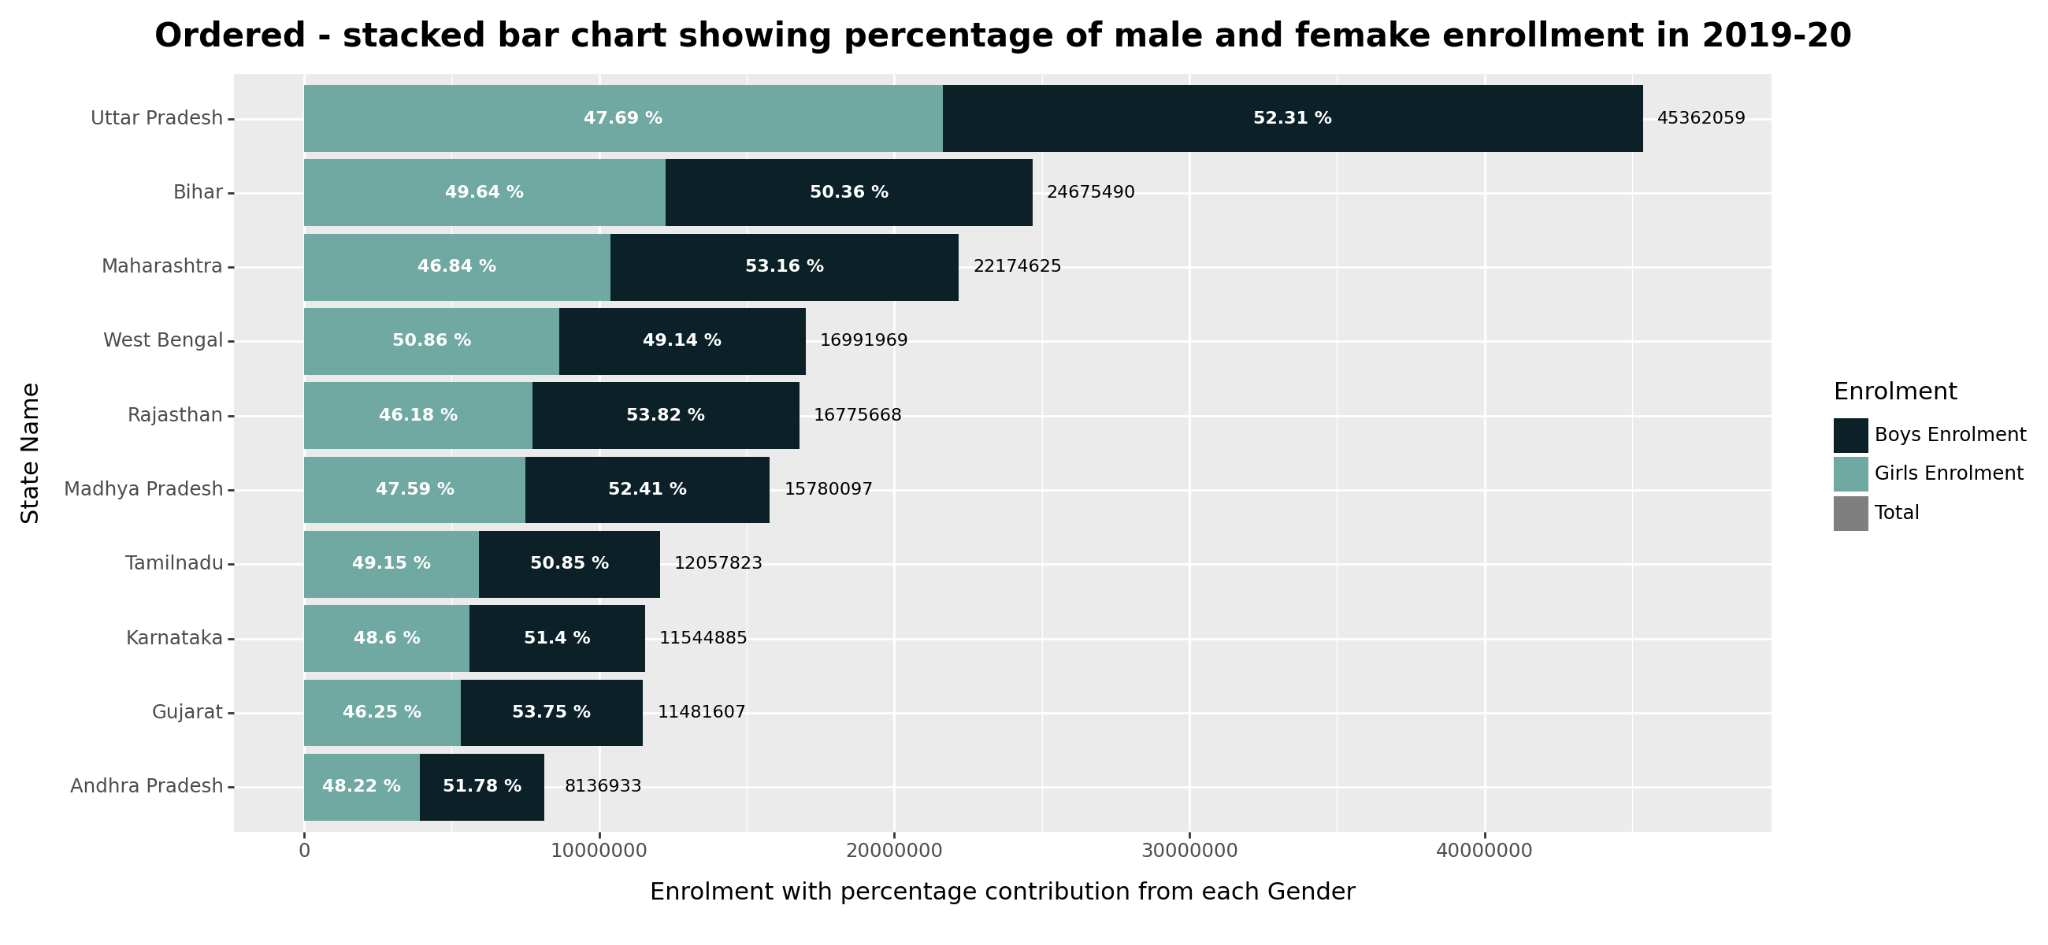 Ordered - stacked bar chart showing percentage of male and femake enrollment in 2019-20
Uttar Pradesh
47.69 %
52.31 %
45362059
Bihar
49.64 %
50.36 %
24675490
Maharashtra
46.84 %
53.16 %
22174625
West Bengal
50.86 %
49.14 %
16991969
Rajasthan
46.18 %
53.82 %
16775668
Madhya Pradesh
47.59 %
52.41 %
15780097
Tamilnadu
49.15 %
50.85 %
12057823
Karnataka
48.6 %
51.4 %
11544885
Gujarat
46.25 %
53.75 %
11481607
Andhra Pradesh
48.22 %
51.78 %
8136933
State Name
0
10000000
20000000
30000000
40000000
Enrolment with percentage contribution from each Gender
Enrolment
Boys Enrolment
Girls Enrolment
Total